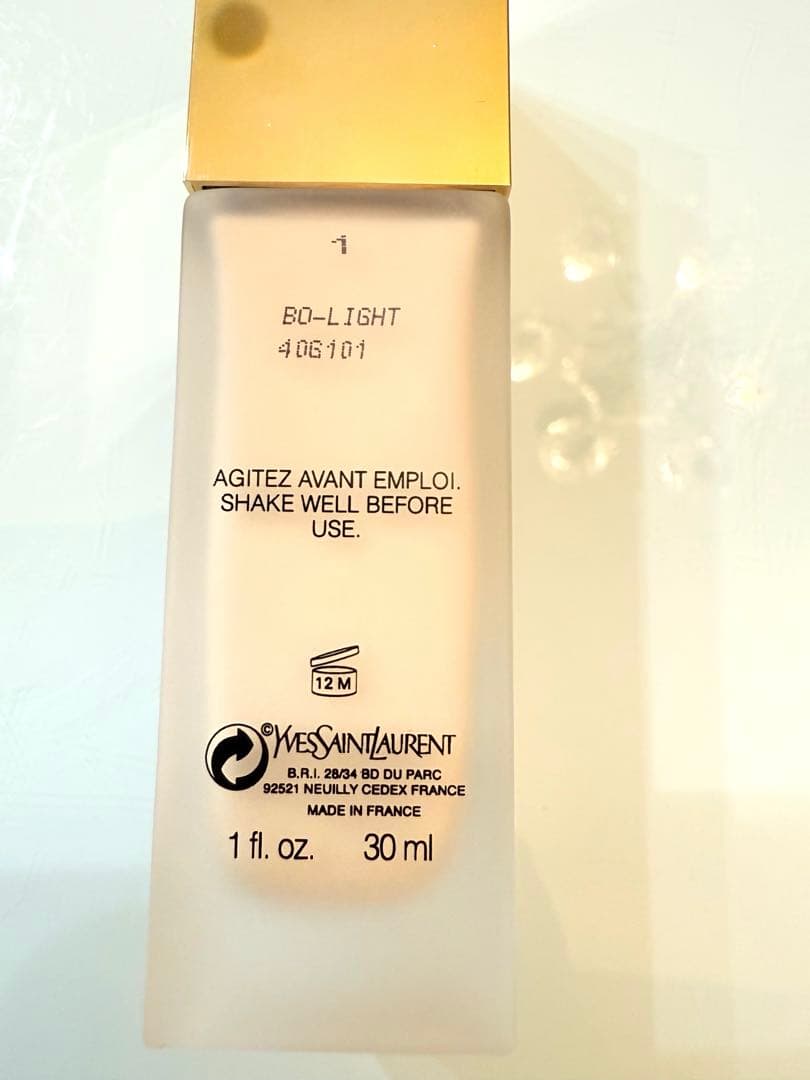 1
BO-LIGHT
40G101
AGITEZ AVANT EMPLOI.
SHAKE WELL BEFORE
USE.
12 M
©YVESSAINTLAURENT
B.R.I. 28/34 BD DU PARC
92521 NEUILLY CEDEX FRANCE
MADE IN FRANCE
1 fl. oz. 30 ml